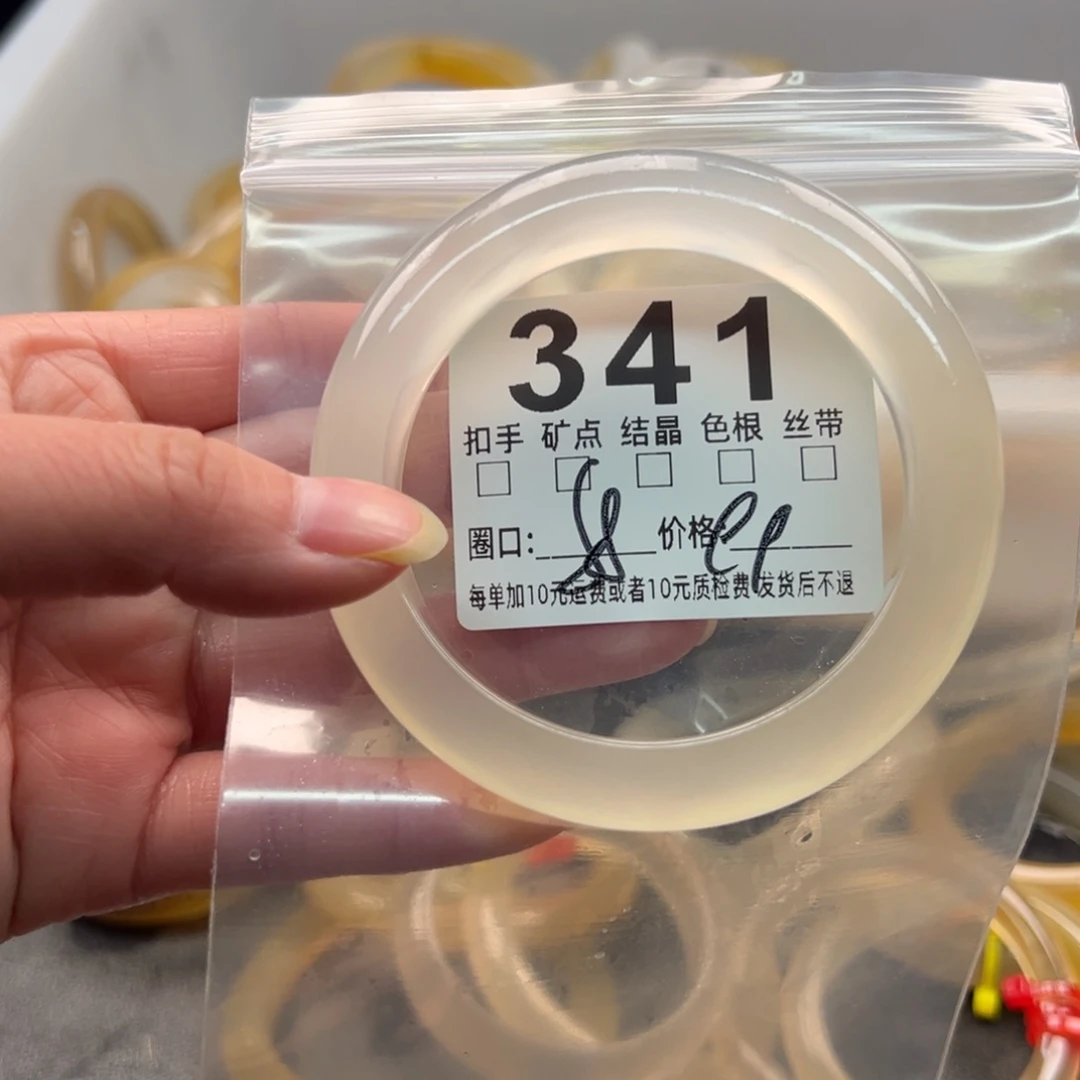 341
扣手 矿点 结晶 色根 丝带
圈口: 价格
每单加10元运费或者10元质检费发货后不退